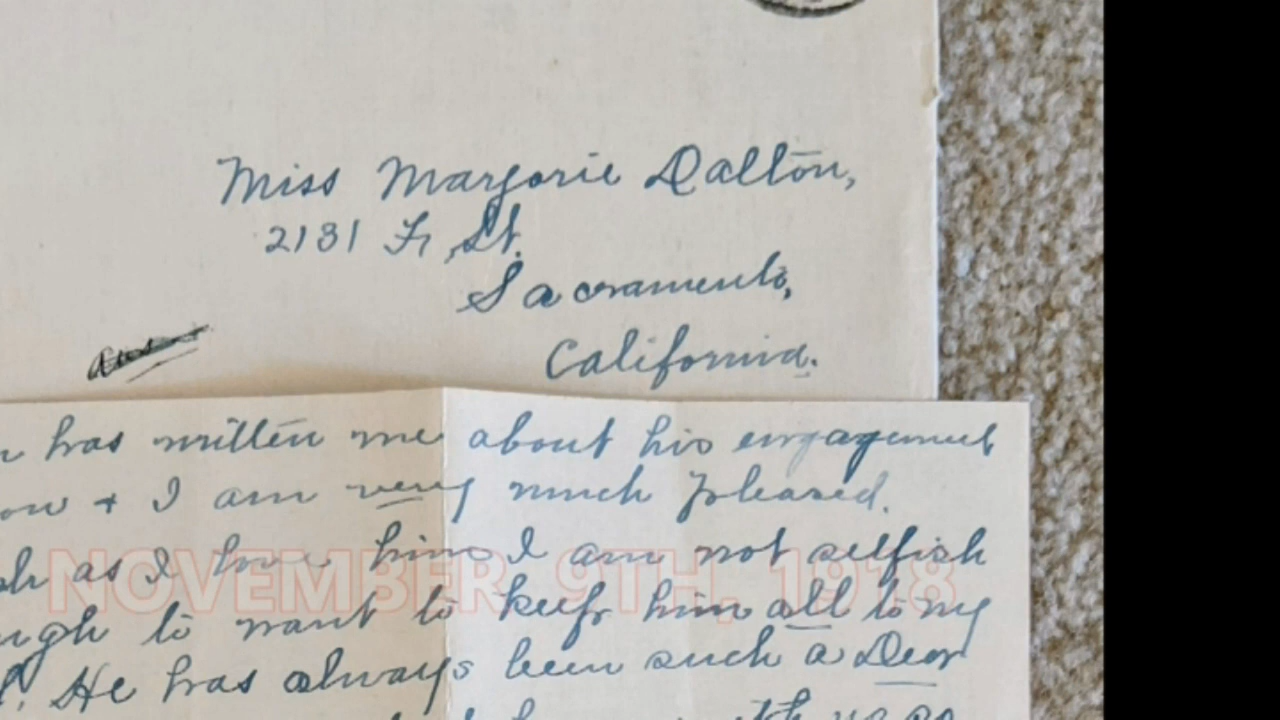 Miss Marjorie Dalton,
2131 F St.
Sacramento,
California.
has written me about his engagement
+ I am very much pleased.
as I love him I am not selfish
NOVEMBER 9TH, 1918
to want to keep him all to my
. He has always been such a Dear